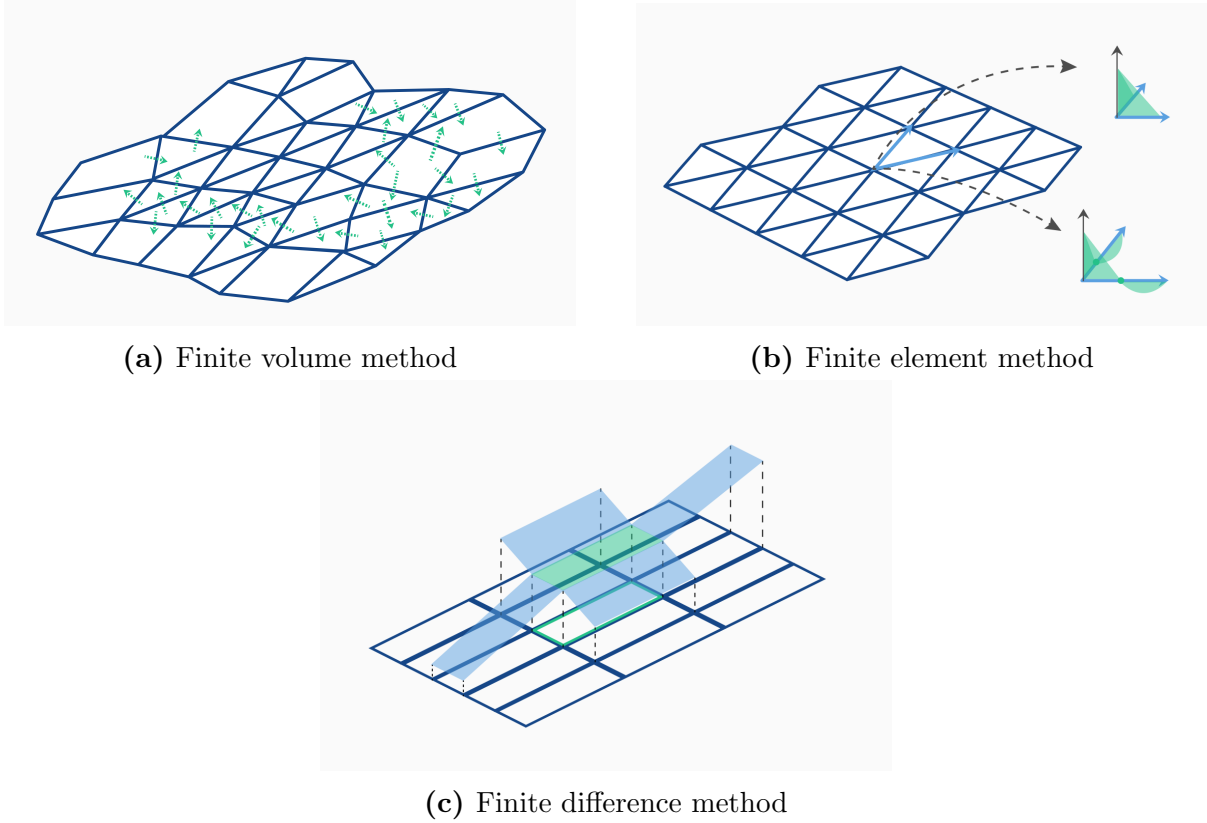 (a) Finite volume method
(b) Finite element method
(c) Finite difference method